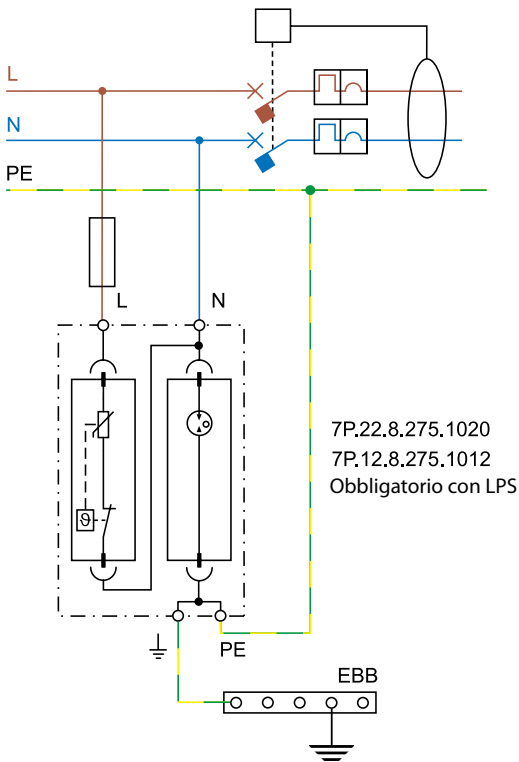 L
N
PE
L
N
ϑ
7P.22.8.275.1020
7P.12.8.275.1012
Obbligatorio con LPS
PE
EBB